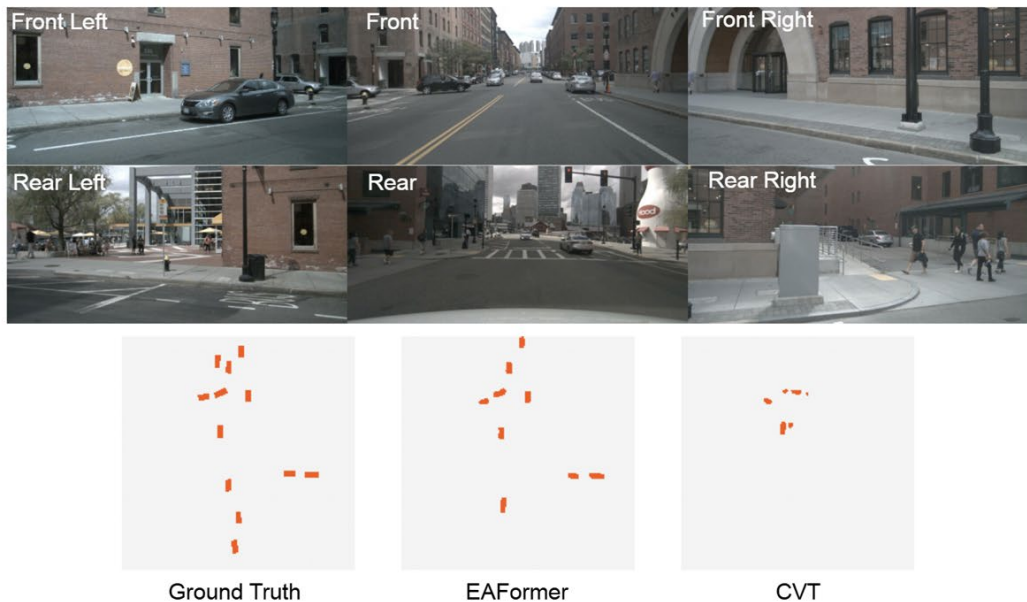 Front Left
Front
Front Right
Rear Left
Rear
Rear Right
Ground Truth
EAFormer
CVT